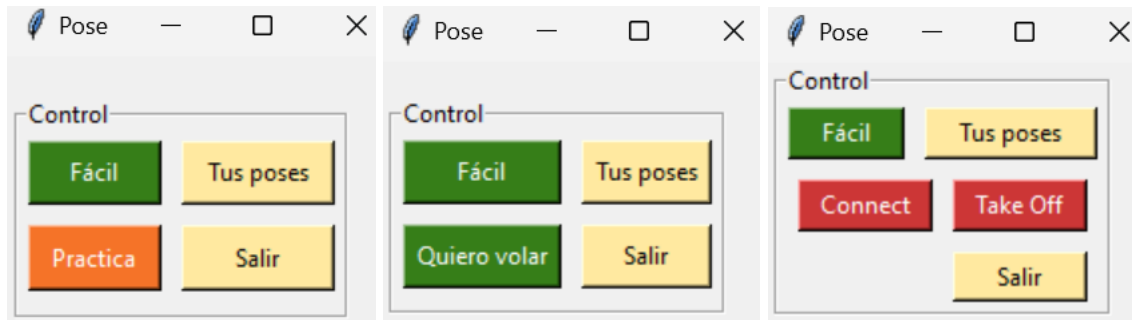 Pose
Control
Fácil Tus poses
Practica Salir
Pose
Control
Fácil Tus poses
Quiero volar Salir
Pose
Control
Fácil Tus poses
Connect Take Off
Salir